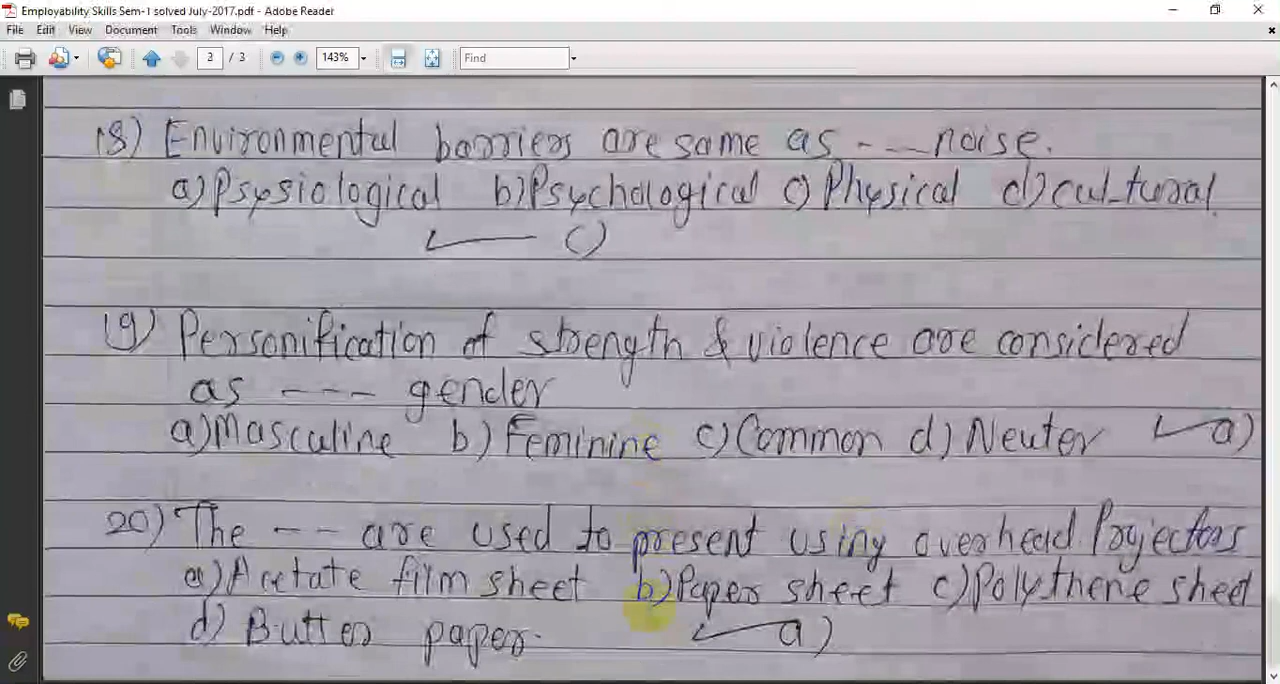 Employability Skills Sem-1 solved July-2017.pdf - Adobe Reader
File Edit View Document Tools Window Help
2 / 3 143% Find
18) Environmental barriers are same as - -- noise.
a) Psysiological b) Psychological c) Physical d) cultural.
c)
19) Personification of strength & violence are considered
as --- gender
a) Masculine b) Feminine c) Common d) Neuter a)
20) The -- are used to present using overhead Projectors
a) Acetate film sheet b) Paper sheet c) Polythene sheet
d) Butter paper. a)